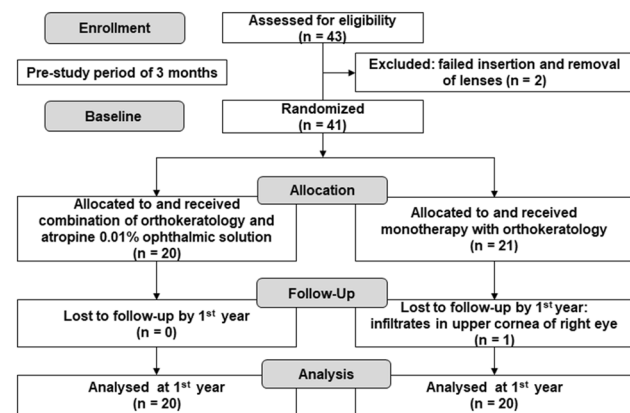 Enrollment
Assessed for eligibility
(n = 43)
Pre-study period of 3 months
Excluded: failed insertion and removal
of lenses (n = 2)
Baseline
Randomized
(n = 41)
Allocation
Allocated to and received
combination of orthokeratology and
atropine 0.01% ophthalmic solution
(n = 20)
Allocated to and received
monotherapy with orthokeratology
(n = 21)
Follow-Up
Lost to follow-up by 1st year
(n = 0)
Lost to follow-up by 1st year:
infiltrates in upper cornea of right eye
(n = 1)
Analysis
Analysed at 1st year
(n = 20)
Analysed at 1st year
(n = 20)